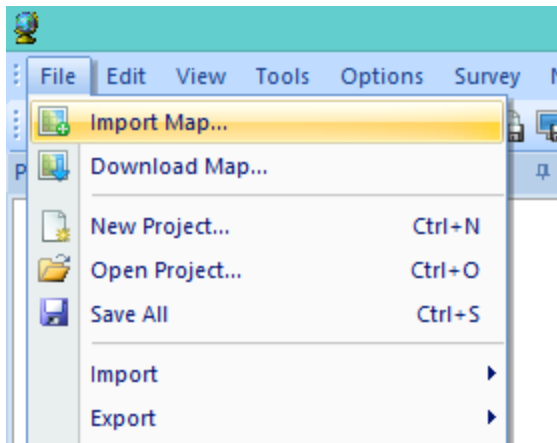 File Edit View Tools Options Survey
Import Map...
Download Map...
New Project... Ctrl+N
Open Project... Ctrl+O
Save All Ctrl+S
Import
Export